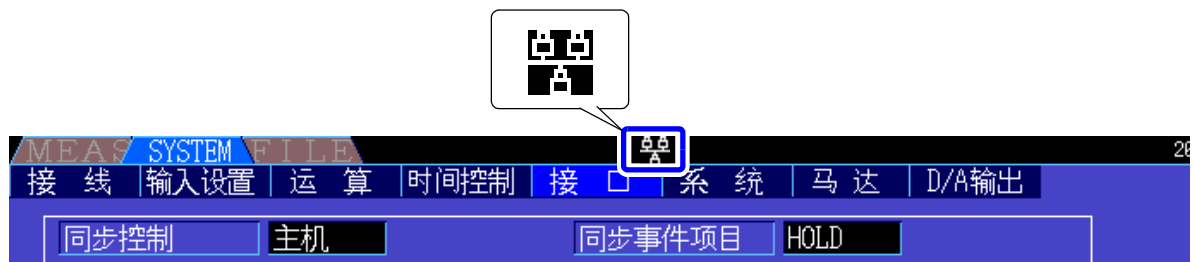 MEAS SYSTEM FILE 20
接 线 输入设置 运 算 时间控制 接 口 系 统 马 达 D/A输出
同步控制 主机 同步事件项目 HOLD